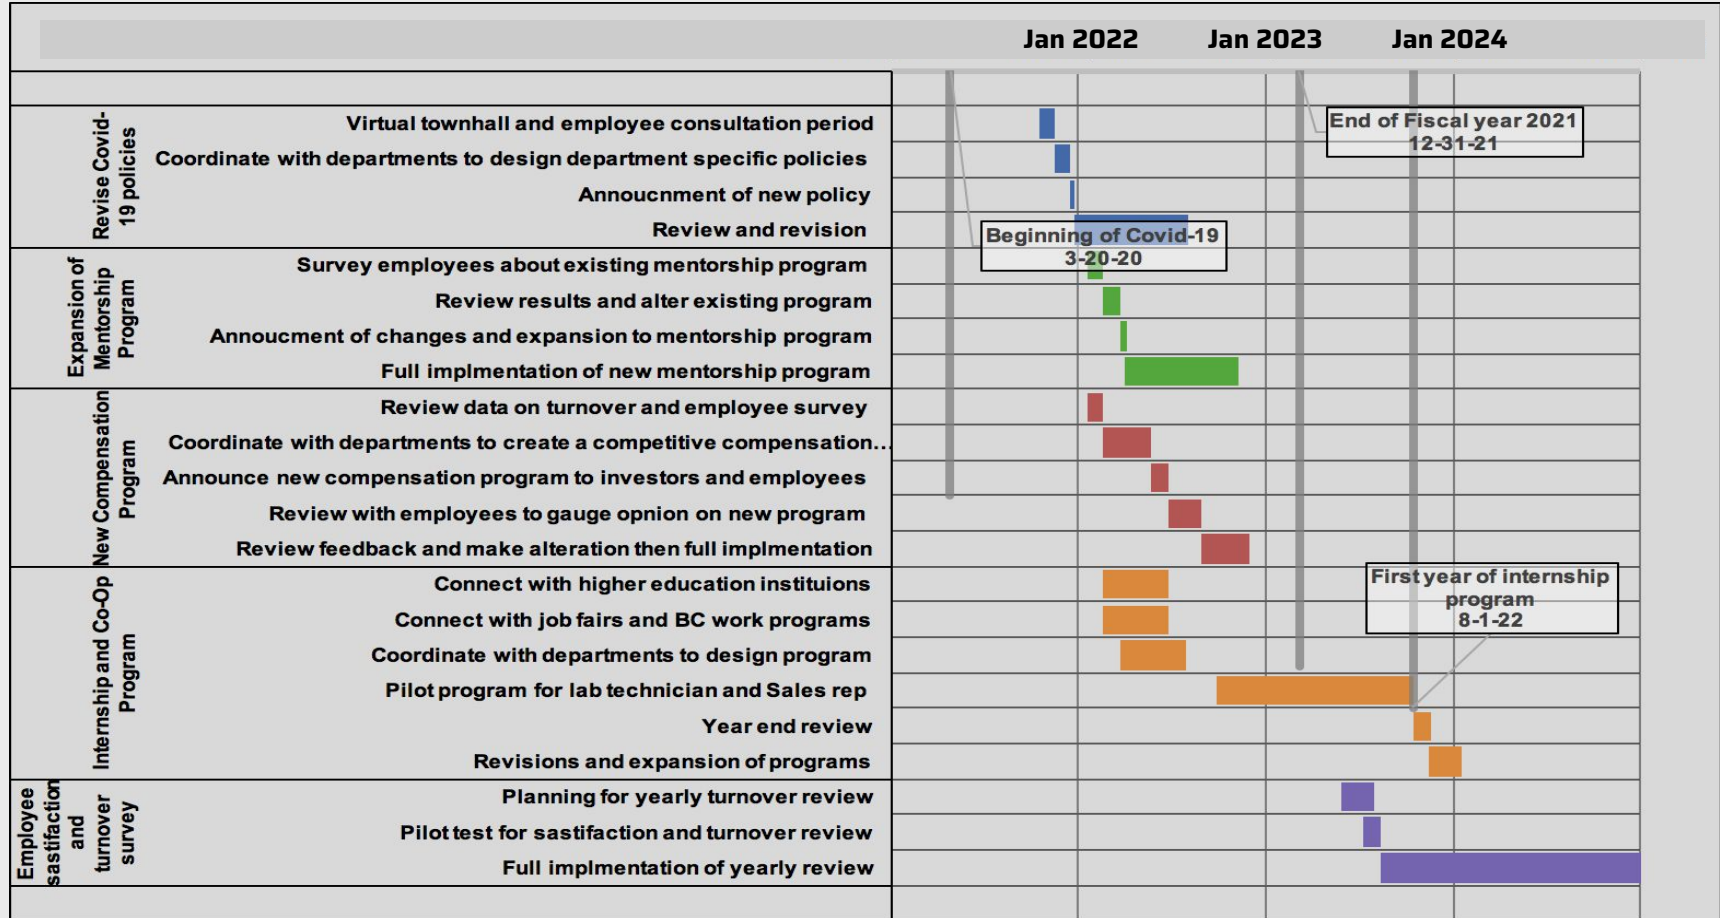 Jan 2022 Jan 2023 Jan 2024
Revise Covid-
19 policies
Virtual townhall and employee consultation period
Coordinate with departments to design department specific policies
Annoucnment of new policy
Review and revision
End of Fiscal year 2021
12-31-21
Beginning of Covid-19
3-20-20
Expansion of
Mentorship
Program
Survey employees about existing mentorship program
Review results and alter existing program
Annoucment of changes and expansion to mentorship program
Full implmentation of new mentorship program
New Compensation
Program
Review data on turnover and employee survey
Coordinate with departments to create a competitive compensation...
Announce new compensation program to investors and employees
Review with employees to gauge opnion on new program
Review feedback and make alteration then full implmentation
Internship and Co-Op
Program
Connect with higher education instituions
Connect with job fairs and BC work programs
Coordinate with departments to design program
Pilot program for lab technician and Sales rep
Year end review
Revisions and expansion of programs
First year of internship
program
8-1-22
Employee
sastifaction
and
turnover
survey
Planning for yearly turnover review
Pilot test for sastifaction and turnover review
Full implmentation of yearly review